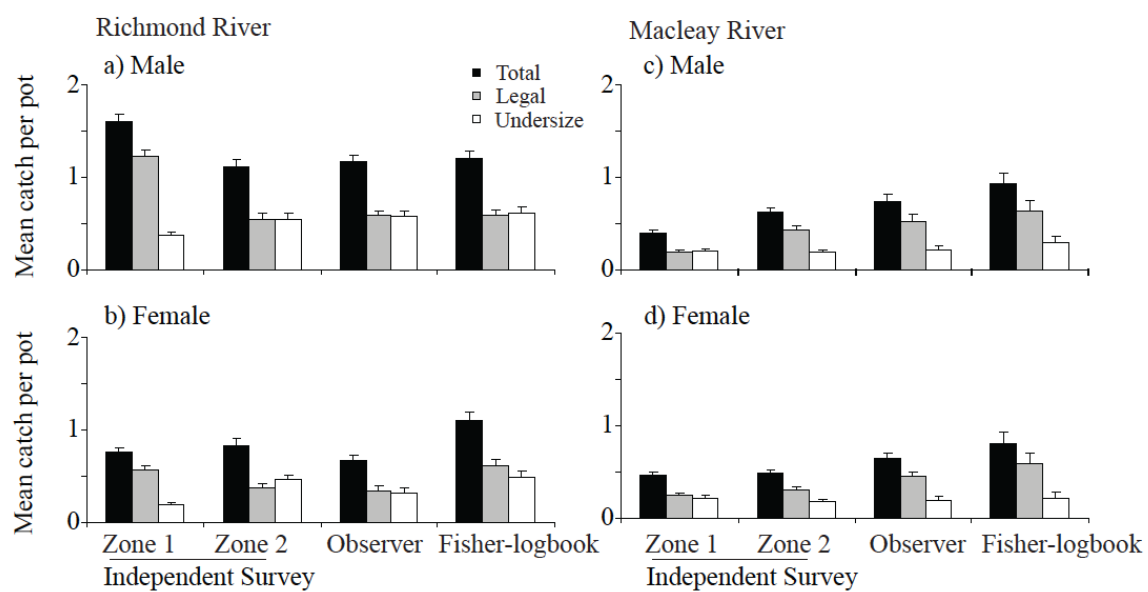 Richmond River
Macleay River
a) Male
c) Male
Total
Legal
Undersize
Mean catch per pot
2
1
0
2
1
0
b) Female
d) Female
Mean catch per pot
2
1
0
2
1
0
Zone 1 Zone 2 Observer Fisher-logbook
Independent Survey
Zone 1 Zone 2 Observer Fisher-logbook
Independent Survey